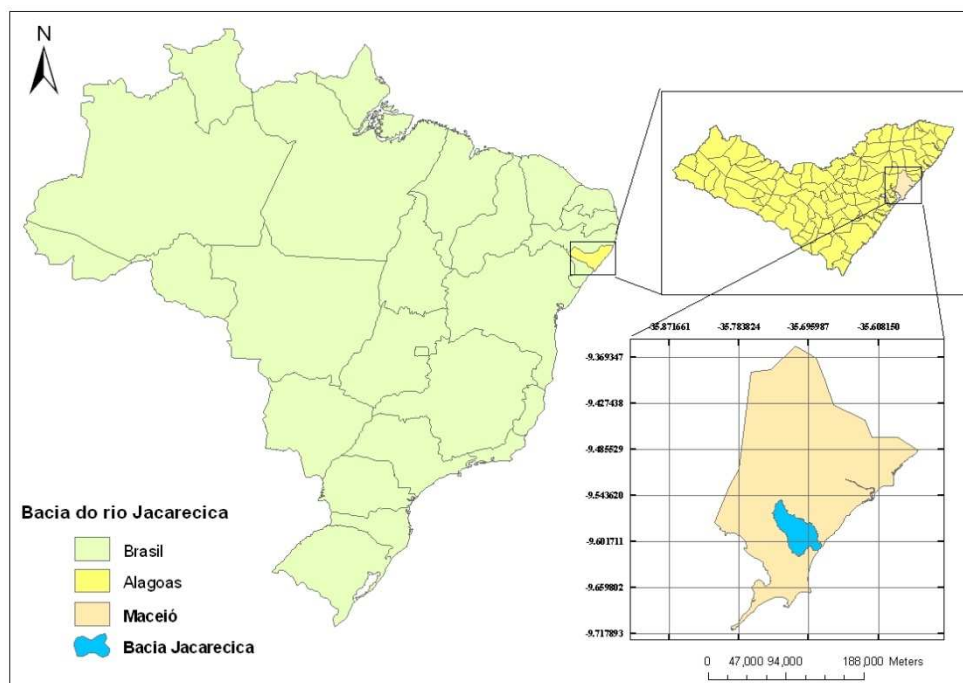 N
-35.871661 -35.783824 -35.695987 -35.608150
-9.369347
-9.427438
-9.485529
-9.543620
-9.601711
-9.659802
-9.717893
Bacia do rio Jacarecica
Brasil
Alagoas
Maceió
Bacia Jacarecica
0 47,000 94,000 188,000 Meters